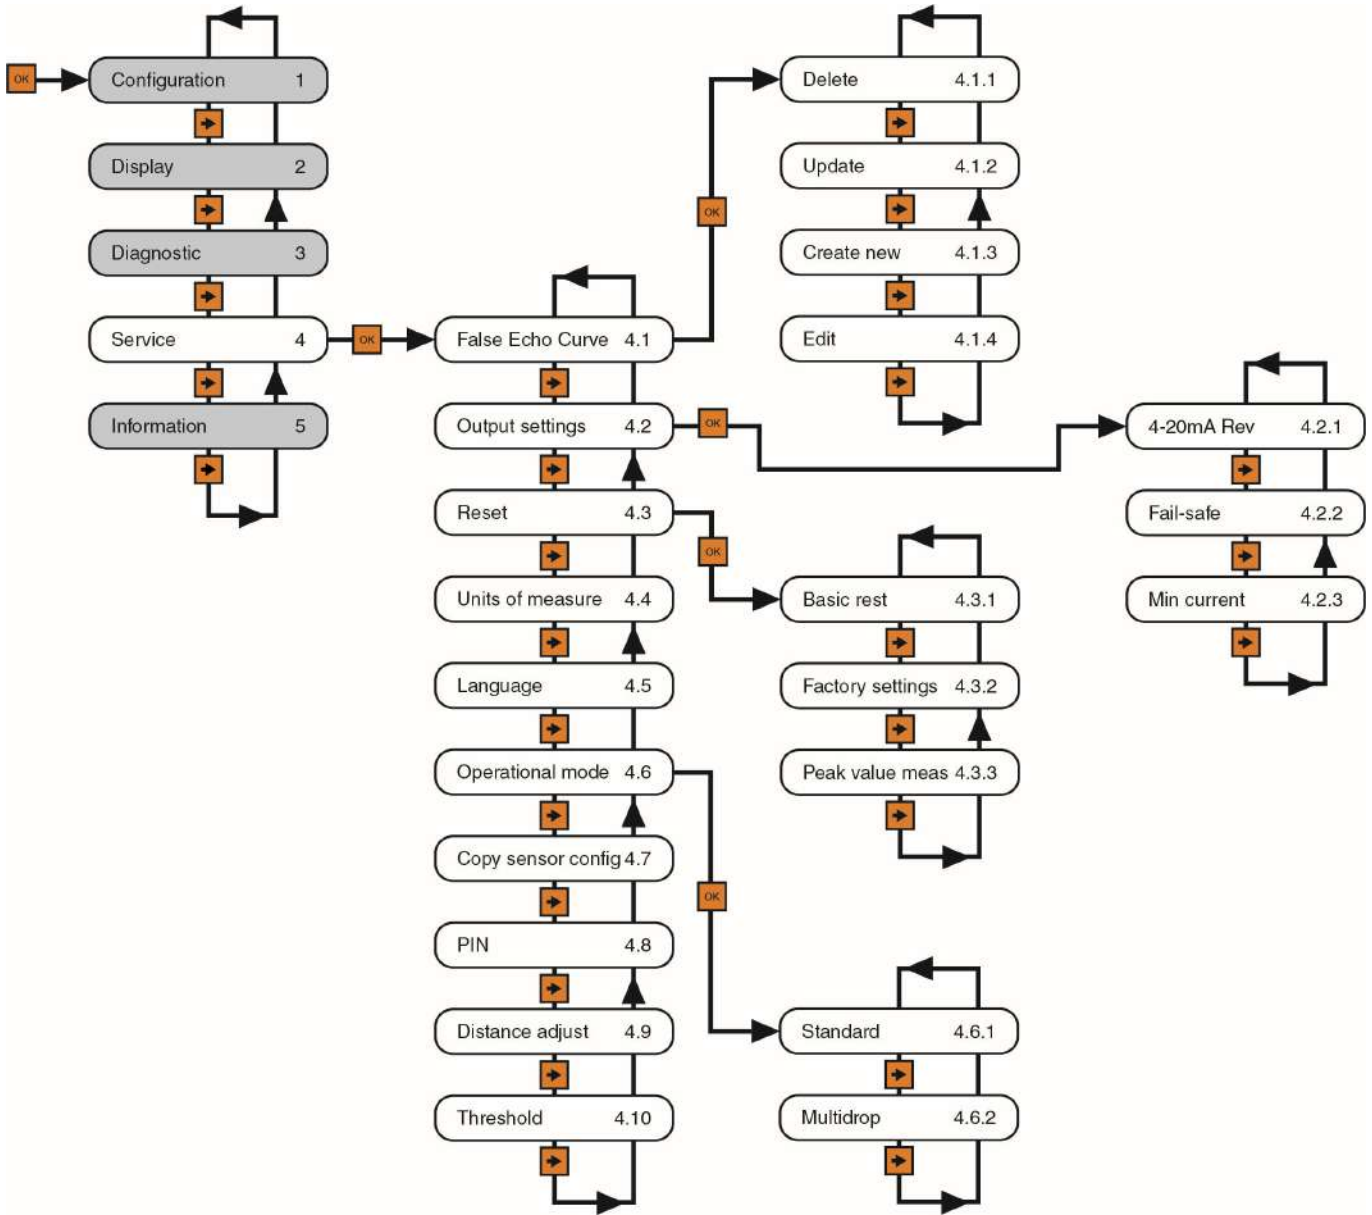 OK
Configuration 1
Display 2
Diagnostic 3
Service 4
Information 5
OK
False Echo Curve 4.1
Output settings 4.2
Reset 4.3
Units of measure 4.4
Language 4.5
Operational mode 4.6
Copy sensor config 4.7
PIN 4.8
Distance adjust 4.9
Threshold 4.10
OK
Delete 4.1.1
Update 4.1.2
Create new 4.1.3
Edit 4.1.4
OK
4-20mA Rev 4.2.1
Fail-safe 4.2.2
Min current 4.2.3
OK
Basic rest 4.3.1
Factory settings 4.3.2
Peak value meas 4.3.3
OK
Standard 4.6.1
Multidrop 4.6.2